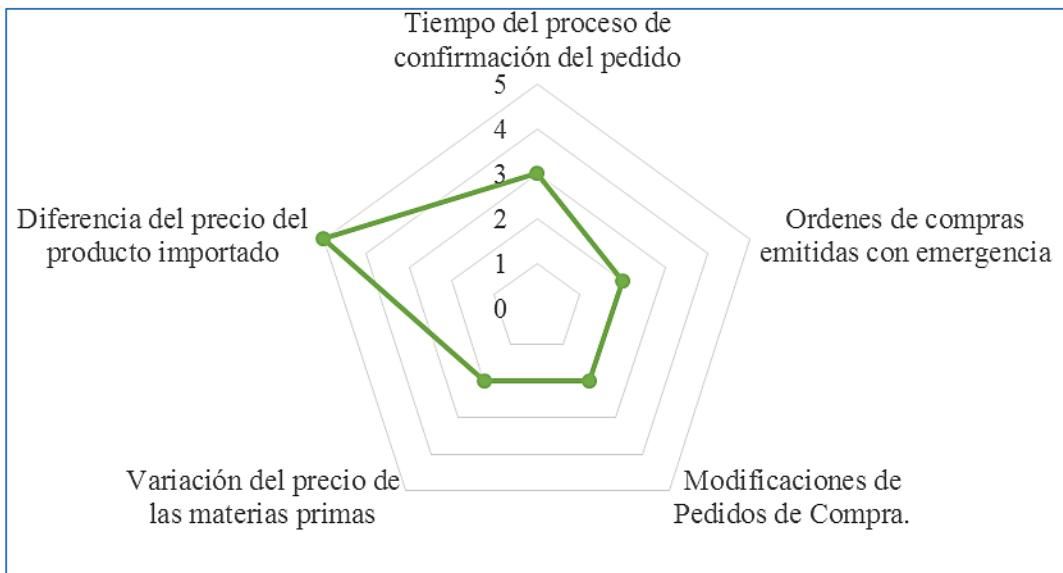 Tiempo del proceso de
confirmación del pedido
5
4
3
2
1
0
Ordenes de compras
emitidas con emergencia
Modificaciones de
Pedidos de Compra.
Variación del precio de
las materias primas
Diferencia del precio del
producto importado